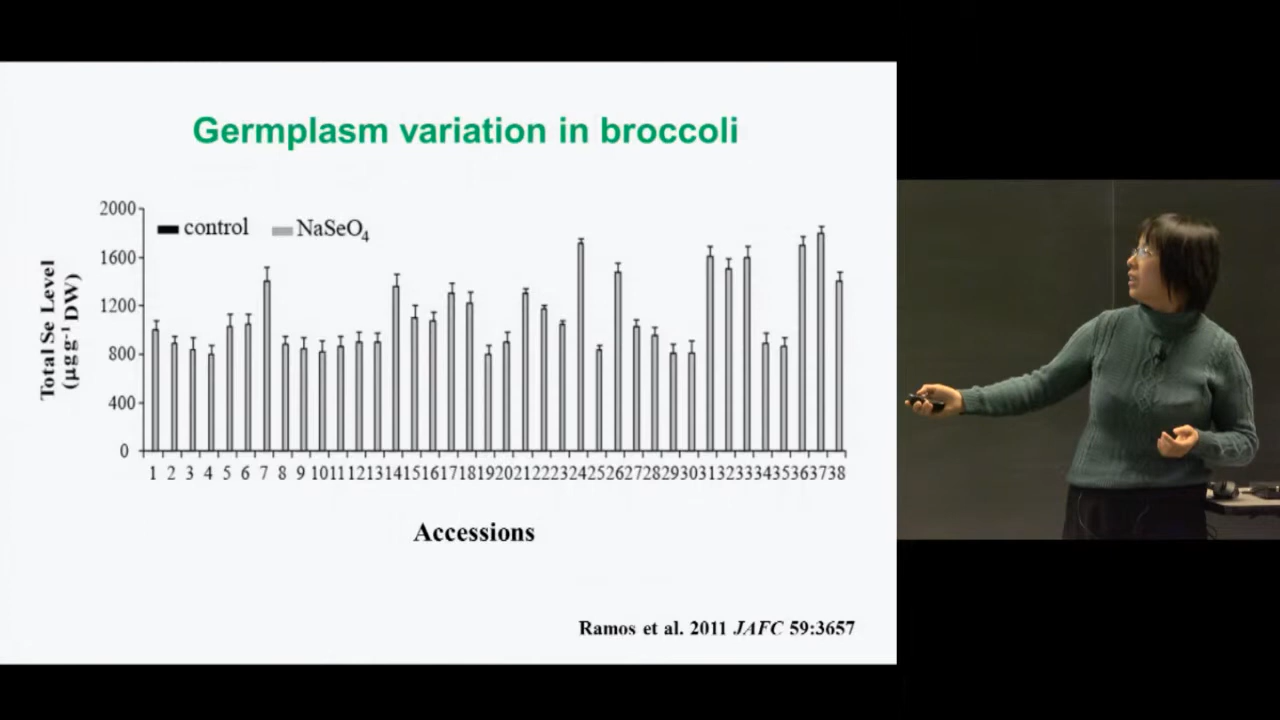 Germplasm variation in broccoli
2000
1600
1200
800
400
0
Total Se Level
(µg g-1 DW)
control
NaSeO4
1 2 3 4 5 6 7 8 9 10 11 12 13 14 15 16 17 18 19 20 21 22 23 24 25 26 27 28 29 30 31 32 33 34 35 36 37 38
Accessions
Ramos et al. 2011 JAFC 59:3657